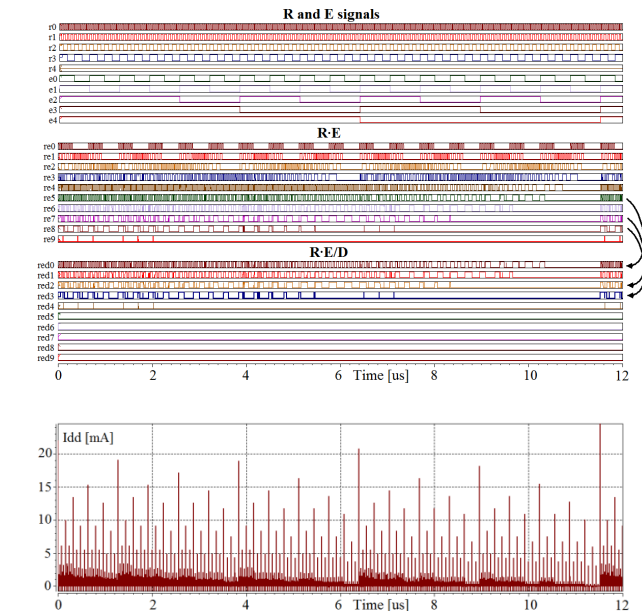 R and E signals
r0
r1
r2
r3
r4
e0
e1
e2
e3
e4
R·E
re0
re1
re2
re3
re4
re5
re6
re7
re8
re9
R·E/D
red0
red1
red2
red3
red4
red5
red6
red7
red8
red9
0 2 4 6 Time [us] 8 10 12
Idd [mA]
20
15
10
5
0
0 2 4 6 Time [us] 8 10 12